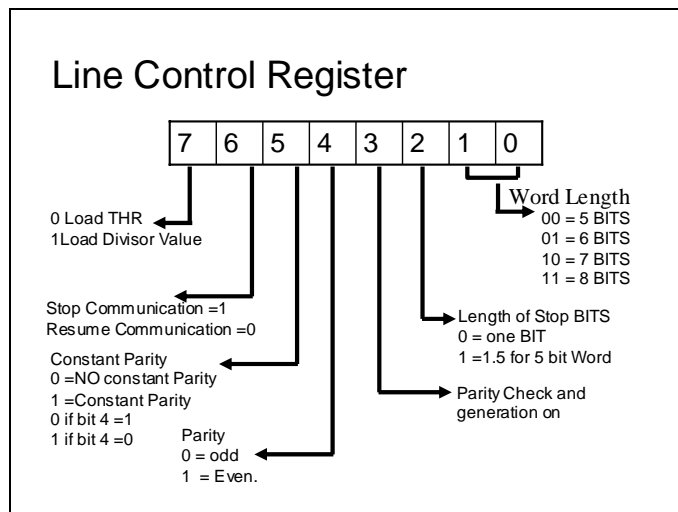 Line Control Register
7 6 5 4 3 2 1 0
0 Load THR
1Load Divisor Value
Word Length
00 = 5 BITS
01 = 6 BITS
10 = 7 BITS
11 = 8 BITS
Stop Communication =1
Resume Communication =0
Length of Stop BITS
0 = one BIT
1 =1.5 for 5 bit Word
Constant Parity
0 =NO constant Parity
1 =Constant Parity
0 if bit 4 =1
1 if bit 4 =0
Parity Check and
generation on
Parity
0 = odd
1 = Even.